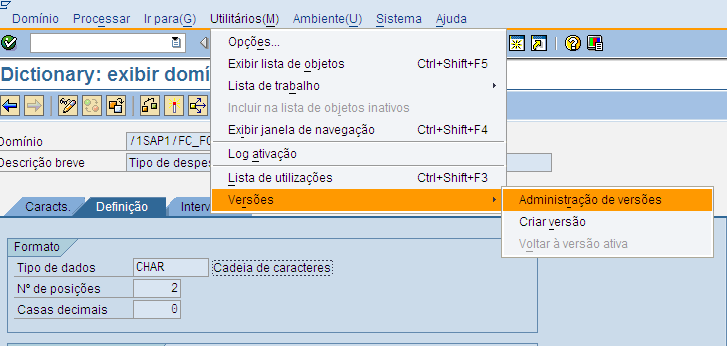 Domínio Processar Ir para(G) Utilitários(M) Ambiente(U) Sistema Ajuda
Opções...
Exibir lista de objetos Ctrl+Shift+F5
Lista de trabalho
Incluir na lista de objetos inativos
Exibir janela de navegação Ctrl+Shift+F4
Log ativação
Lista de utilizações Ctrl+Shift+F3
Versões
Administração de versões
Criar versão
Voltar à versão ativa
Dictionary: exibir domí
Domínio /1SAP1/FC_FC
Descrição breve Tipo de despes
Caracts. Definição Interv
Formato
Tipo de dados CHAR Cadeia de caracteres
Nº de posições 2
Casas decimais 0